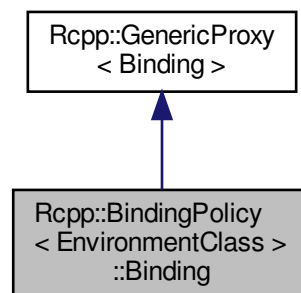 Rcpp::GenericProxy
< Binding >
Rcpp::BindingPolicy
< EnvironmentClass >
::Binding